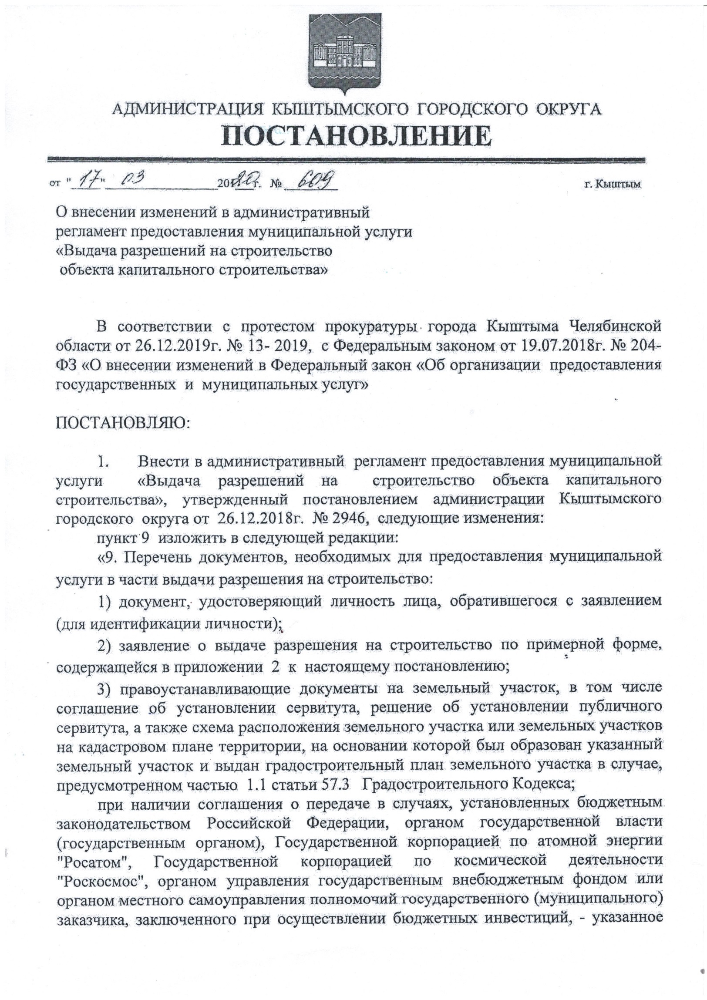 АДМИНИСТРАЦИЯ КЫШТЫМСКОГО ГОРОДСКОГО ОКРУГА
ПОСТАНОВЛЕНИЕ
от "17" 03 2020г. № 609 г. Кыштым
О внесении изменений в административный
регламент предоставления муниципальной услуги
«Выдача разрешений на строительство
объекта капитального строительства»
В соответствии с протестом прокуратуры города Кыштыма Челябинской
области от 26.12.2019г. № 13- 2019, с Федеральным законом от 19.07.2018г. № 204-
ФЗ «О внесении изменений в Федеральный закон «Об организации предоставления
государственных и муниципальных услуг»
ПОСТАНОВЛЯЮ:
1. Внести в административный регламент предоставления муниципальной
услуги «Выдача разрешений на строительство объекта капитального
строительства», утвержденный постановлением администрации Кыштымского
городского округа от 26.12.2018г. № 2946, следующие изменения:
пункт 9 изложить в следующей редакции:
«9. Перечень документов, необходимых для предоставления муниципальной
услуги в части выдачи разрешения на строительство:
1) документ, удостоверяющий личность лица, обратившегося с заявлением
(для идентификации личности);
2) заявление о выдаче разрешения на строительство по примерной форме,
содержащейся в приложении 2 к настоящему постановлению;
3) правоустанавливающие документы на земельный участок, в том числе
соглашение об установлении сервитута, решение об установлении публичного
сервитута, а также схема расположения земельного участка или земельных участков
на кадастровом плане территории, на основании которой был образован указанный
земельный участок и выдан градостроительный план земельного участка в случае,
предусмотренном частью 1.1 статьи 57.3 Градостроительного Кодекса;
при наличии соглашения о передаче в случаях, установленных бюджетным
законодательством Российской Федерации, органом государственной власти
(государственным органом), Государственной корпорацией по атомной энергии
"Росатом", Государственной корпорацией по космической деятельности
"Роскосмос", органом управления государственным внебюджетным фондом или
органом местного самоуправления полномочий государственного (муниципального)
заказчика, заключенного при осуществлении бюджетных инвестиций, - указанное